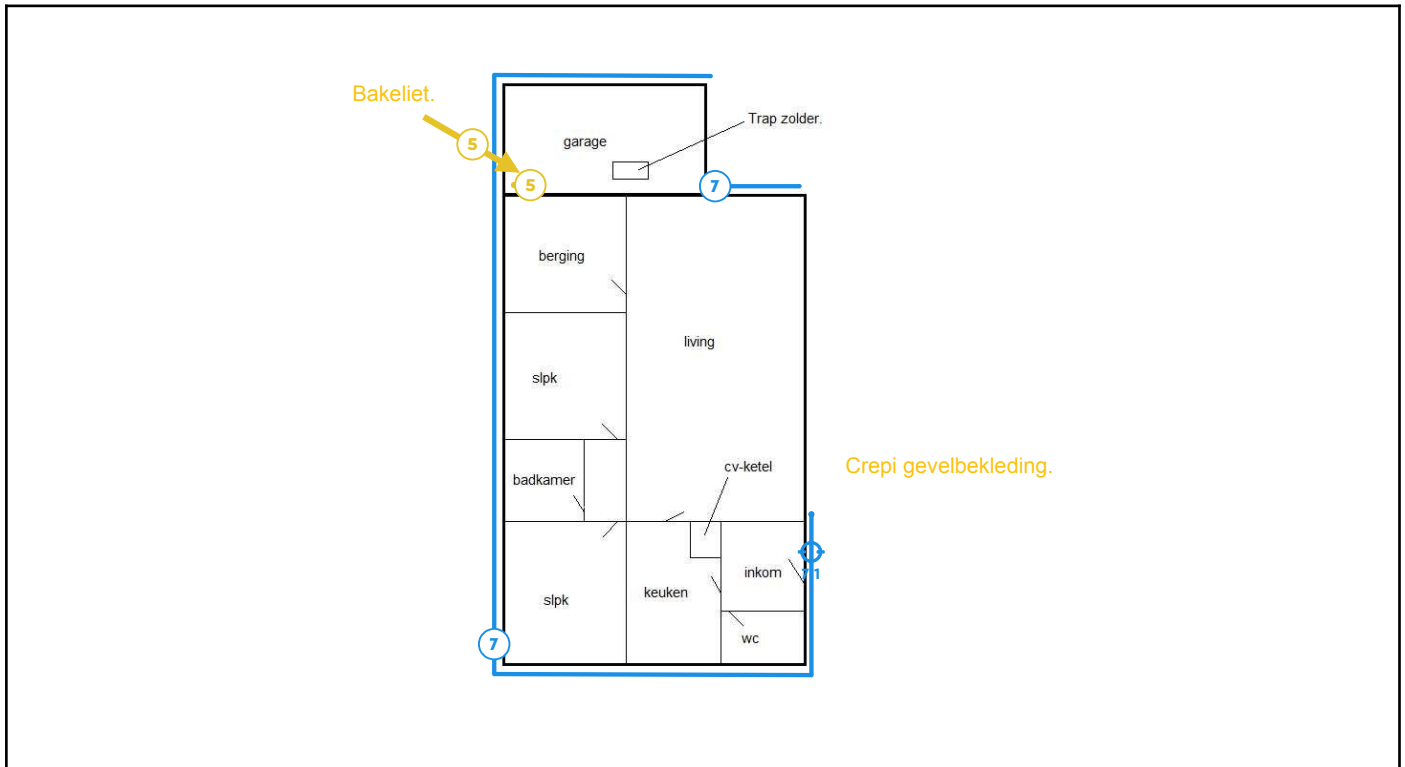 Bakeliet.
Trap zolder.
5
garage
5
7
berging
living
slpk
cv-ketel
Crepi gevelbekleding.
badkamer
inkom
7.1
keuken
slpk
wc
7